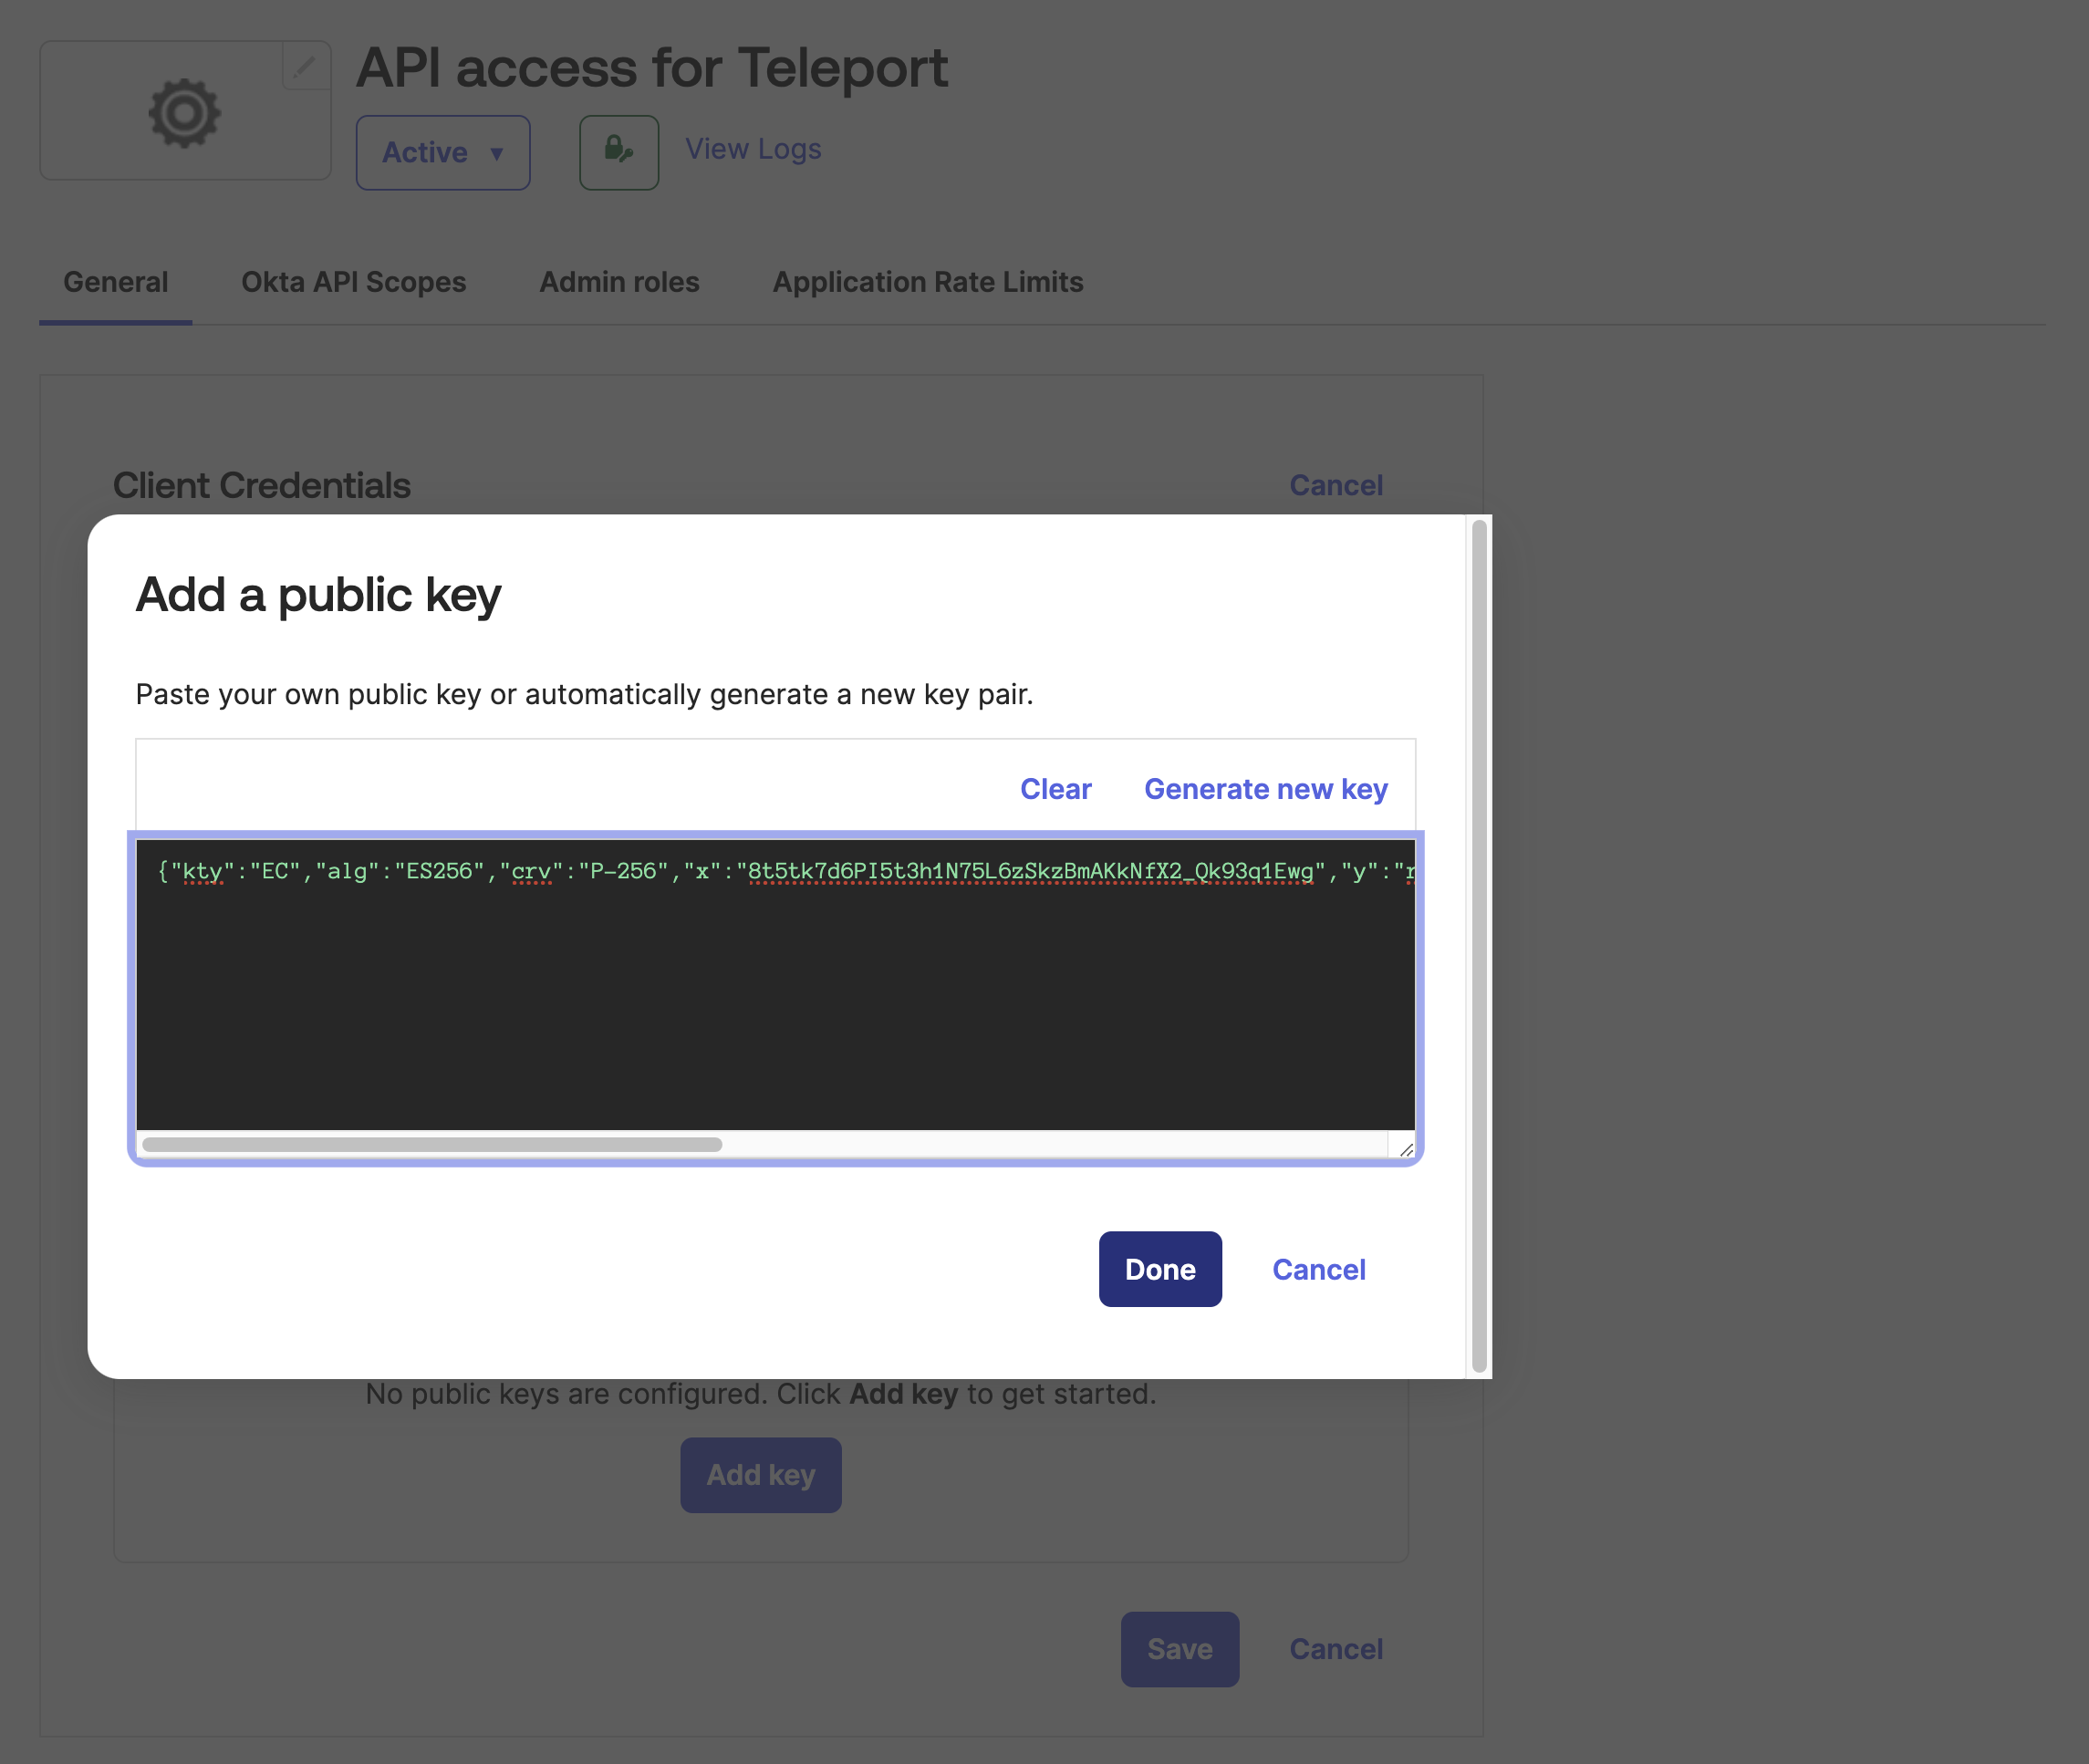 API access for Teleport
Active ▼
View Logs
General Okta API Scopes Admin roles Application Rate Limits
Client Credentials Cancel
Add a public key
Paste your own public key or automatically generate a new key pair.
Clear Generate new key
{"kty":"EC","alg":"ES256","crv":"P-256","x":"8t5tk7d6PI5t3h1N75L6zSkzBmAKkNfX2_Qk93q1Ewg","y":"r
Done Cancel
No public keys are configured. Click Add key to get started.
Add key
Save Cancel